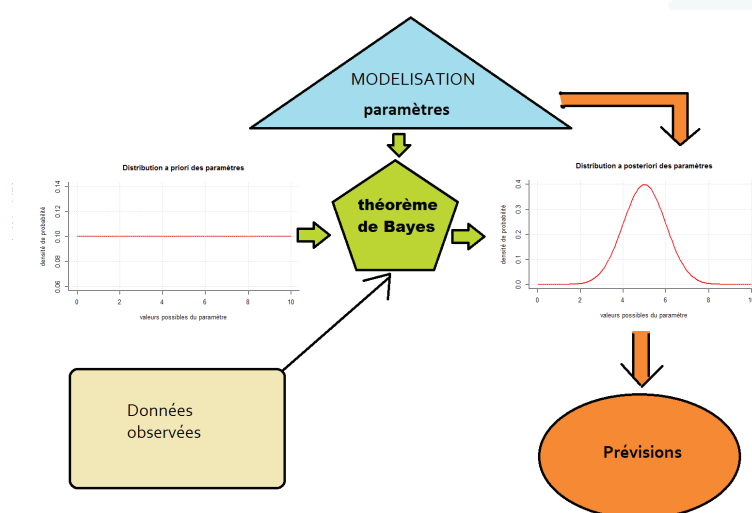 MODELISATION
paramètres
Distribution a priori des paramètres
densité de probabilité
0.14
0.12
0.10
0.08
0.06
0 2 4 6 8 10
valeurs possibles du paramètre
théorème
de Bayes
Distribution a posteriori des paramètres
densité de probabilité
0.4
0.3
0.2
0.1
0.0
0 2 4 6 8 10
valeurs possibles du paramètre
Données
observées
Prévisions